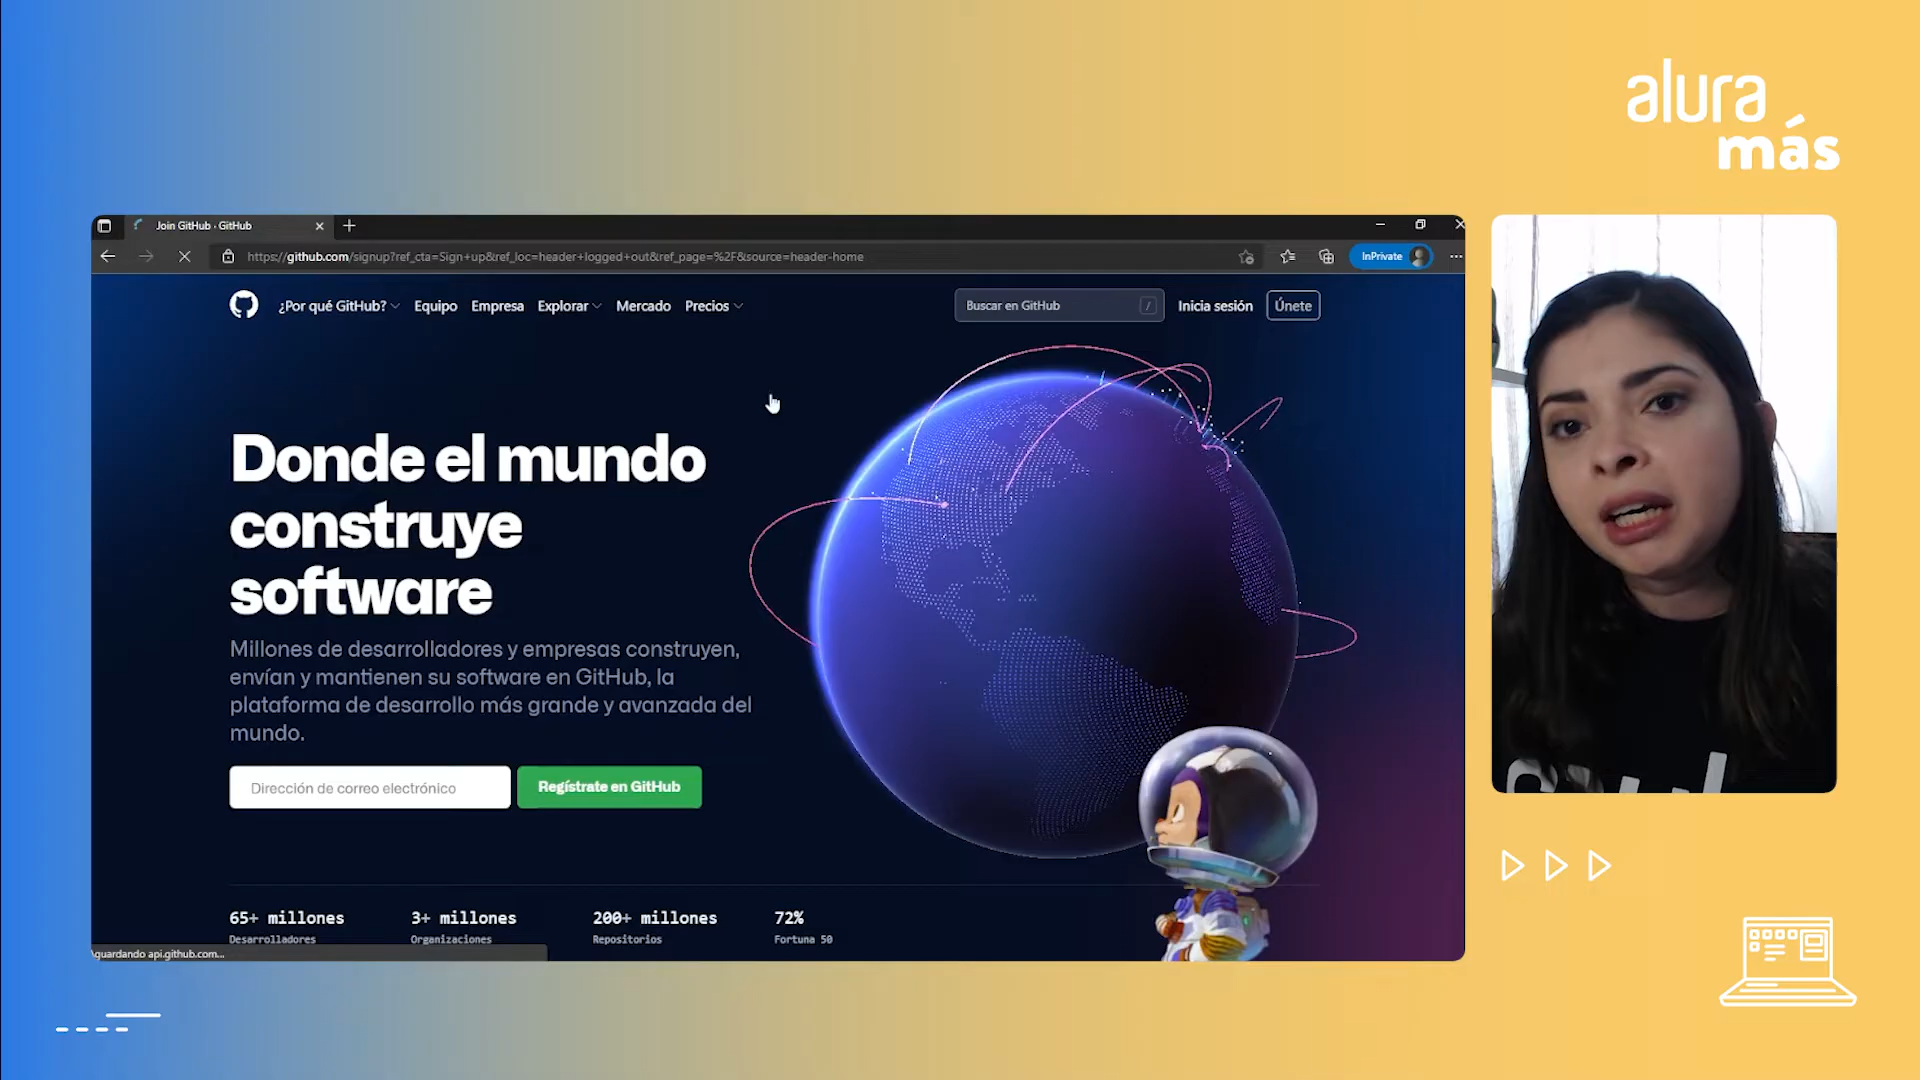 alura
más
Join GitHub · GitHub
https://github.com/signup?ref_cta=Sign+up&ref_loc=header+logged+out&ref_page=%2F&source=header-home
InPrivate
¿Por qué GitHub?
Equipo
Empresa
Explorar
Mercado
Precios
Buscar en GitHub
/
Inicia sesión
Únete
Donde el mundo
construye
software
Millones de desarrolladores y empresas construyen,
envían y mantienen su software en GitHub, la
plataforma de desarrollo más grande y avanzada del
mundo.
Dirección de correo electrónico
Regístrate en GitHub
65+ millones
Desarrolladores
3+ millones
Organizaciones
200+ millones
Repositorios
72%
Fortuna 50
guardando api.github.com...